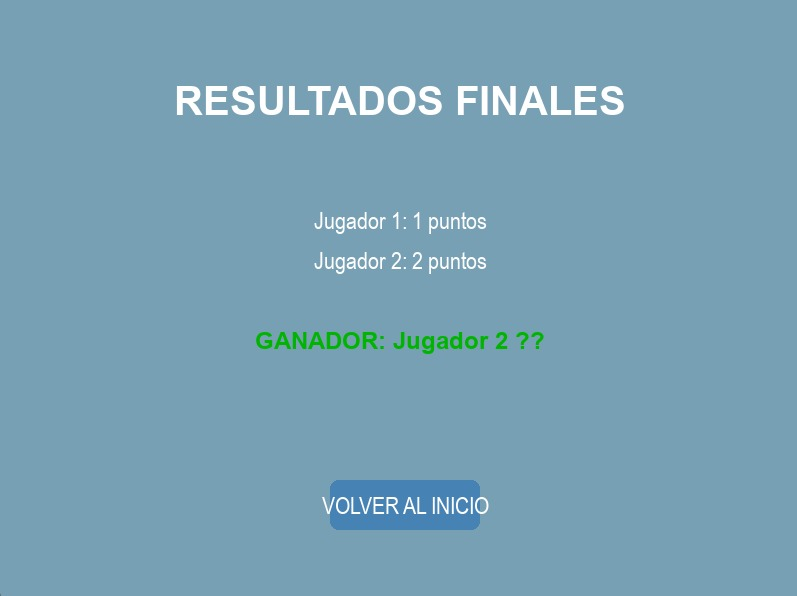 RESULTADOS FINALES
Jugador 1: 1 puntos
Jugador 2: 2 puntos
GANADOR: Jugador 2 ??
VOLVER AL INICIO